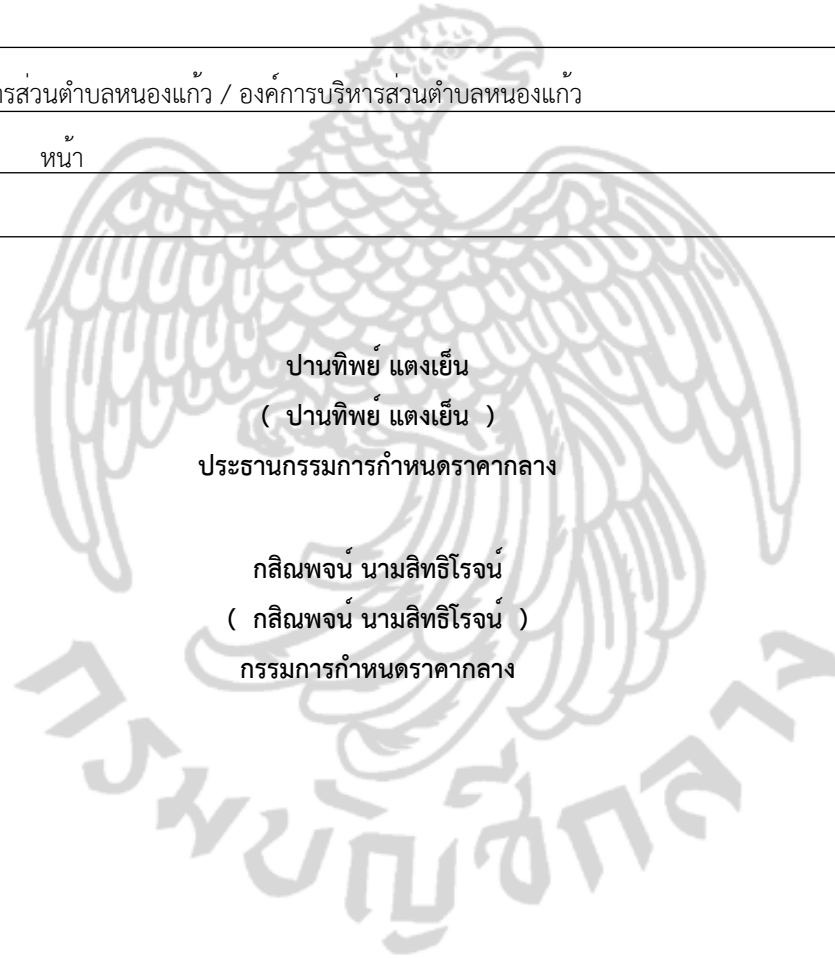 รส่วนตำบลหนองแก้ว / องค์การบริหารส่วนตำบลหนองแก้ว
หน้า
ปานทิพย์ แตงเย็น
( ปานทิพย์ แตงเย็น )
ประธานกรรมการกำหนดราคากลาง
กสิณพจน์ นามสิทธิโรจน์
( กสิณพจน์ นามสิทธิโรจน์ )
กรรมการกำหนดราคากลาง
กรมบัญชีกลาง